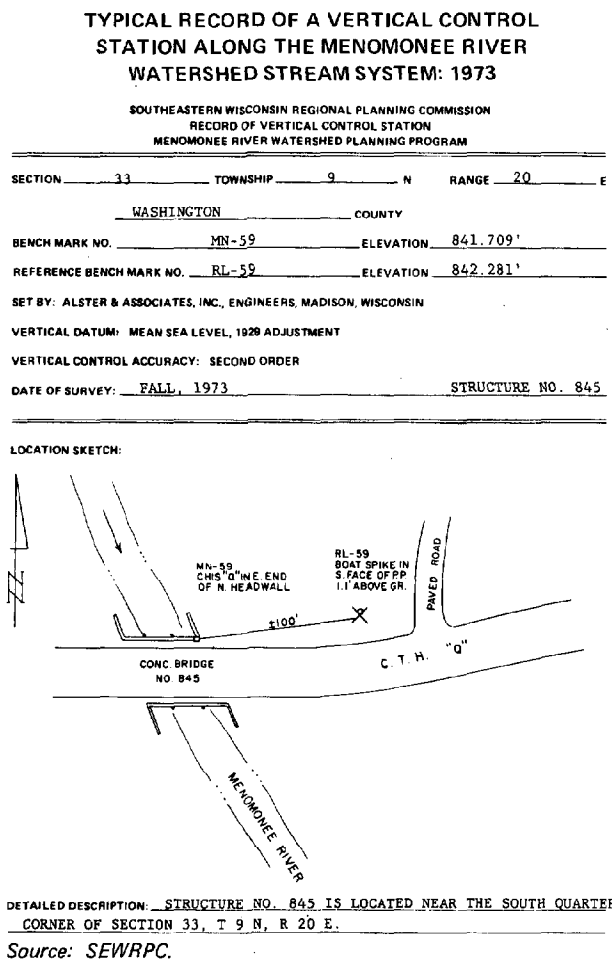 TYPICAL RECORD OF A VERTICAL CONTROL
STATION ALONG THE MENOMONEE RIVER
WATERSHED STREAM SYSTEM: 1973
SOUTHEASTERN WISCONSIN REGIONAL PLANNING COMMISSION
RECORD OF VERTICAL CONTROL STATION
MENOMONEE RIVER WATERSHED PLANNING PROGRAM
SECTION 33 TOWNSHIP 9 N RANGE 20 E
WASHINGTON COUNTY
BENCH MARK NO. MN-59 ELEVATION 841.709'
REFERENCE BENCH MARK NO. RL-59 ELEVATION 842.281'
SET BY: ALSTER & ASSOCIATES, INC., ENGINEERS, MADISON, WISCONSIN
VERTICAL DATUM: MEAN SEA LEVEL, 1929 ADJUSTMENT
VERTICAL CONTROL ACCURACY: SECOND ORDER
DATE OF SURVEY: FALL, 1973 STRUCTURE NO. 845
LOCATION SKETCH:
N
MN-59
CHIS "□" IN E. END
OF N. HEADWALL
RL-59
BOAT SPIKE IN
S. FACE OF P.P.
1.1' ABOVE GR.
PAVED ROAD
±100'
C. T. H. "Q"
CONC. BRIDGE
NO. 845
MENOMONEE RIVER
DETAILED DESCRIPTION: STRUCTURE NO. 845 IS LOCATED NEAR THE SOUTH QUARTER
CORNER OF SECTION 33, T 9 N, R 20 E.
Source: SEWRPC.